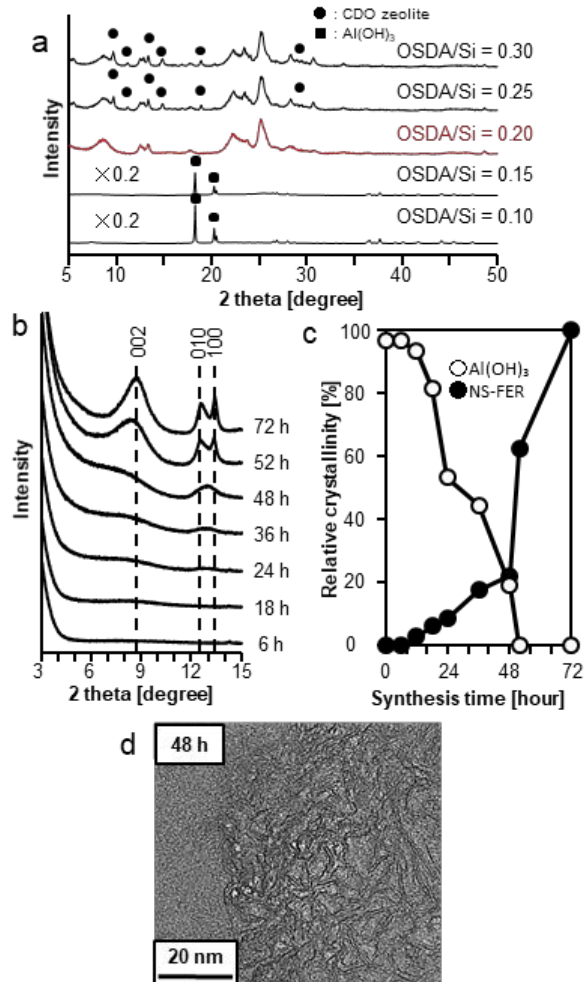 ● : CDO zeolite
■ : Al(OH)₃
a
OSDA/Si = 0.30
OSDA/Si = 0.25
OSDA/Si = 0.20
×0.2
OSDA/Si = 0.15
×0.2
OSDA/Si = 0.10
Intensity
5 10 20 30 40 50
2 theta [degree]
b
002
010
100
72 h
52 h
48 h
36 h
24 h
18 h
6 h
Intensity
3 6 9 12 15
2 theta [degree]
c
Al(OH)₃
NS-FER
Relative crystallinity [%]
100
80
60
40
20
0
0 24 48 72
Synthesis time [hour]
d
48 h
20 nm